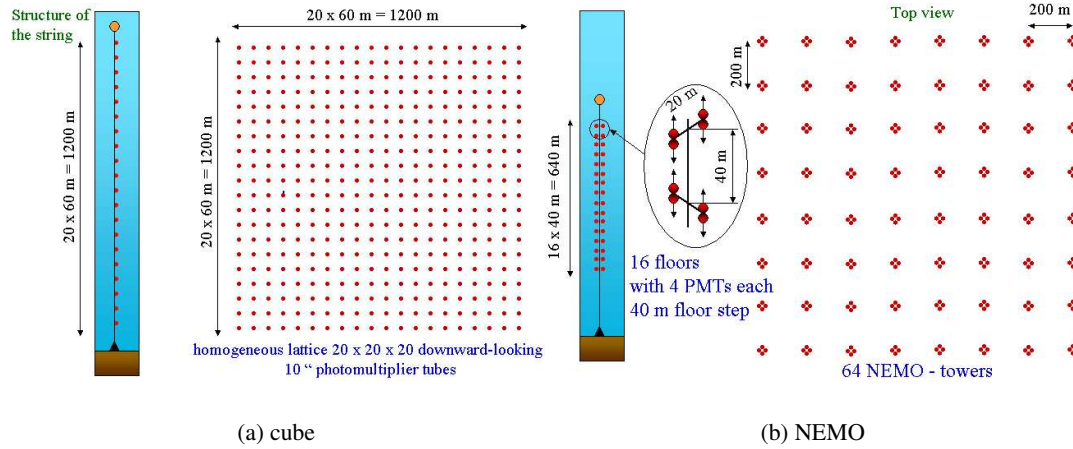 Structure of
the string
20 x 60 m = 1200 m
20 x 60 m = 1200 m
20 x 60 m = 1200 m
homogeneous lattice 20 x 20 x 20 downward-looking
10 “ photomultiplier tubes
(a) cube
Top view
200 m
200 m
20 m
40 m
16 x 40 m = 640 m
16 floors
with 4 PMTs each
40 m floor step
64 NEMO - towers
(b) NEMO